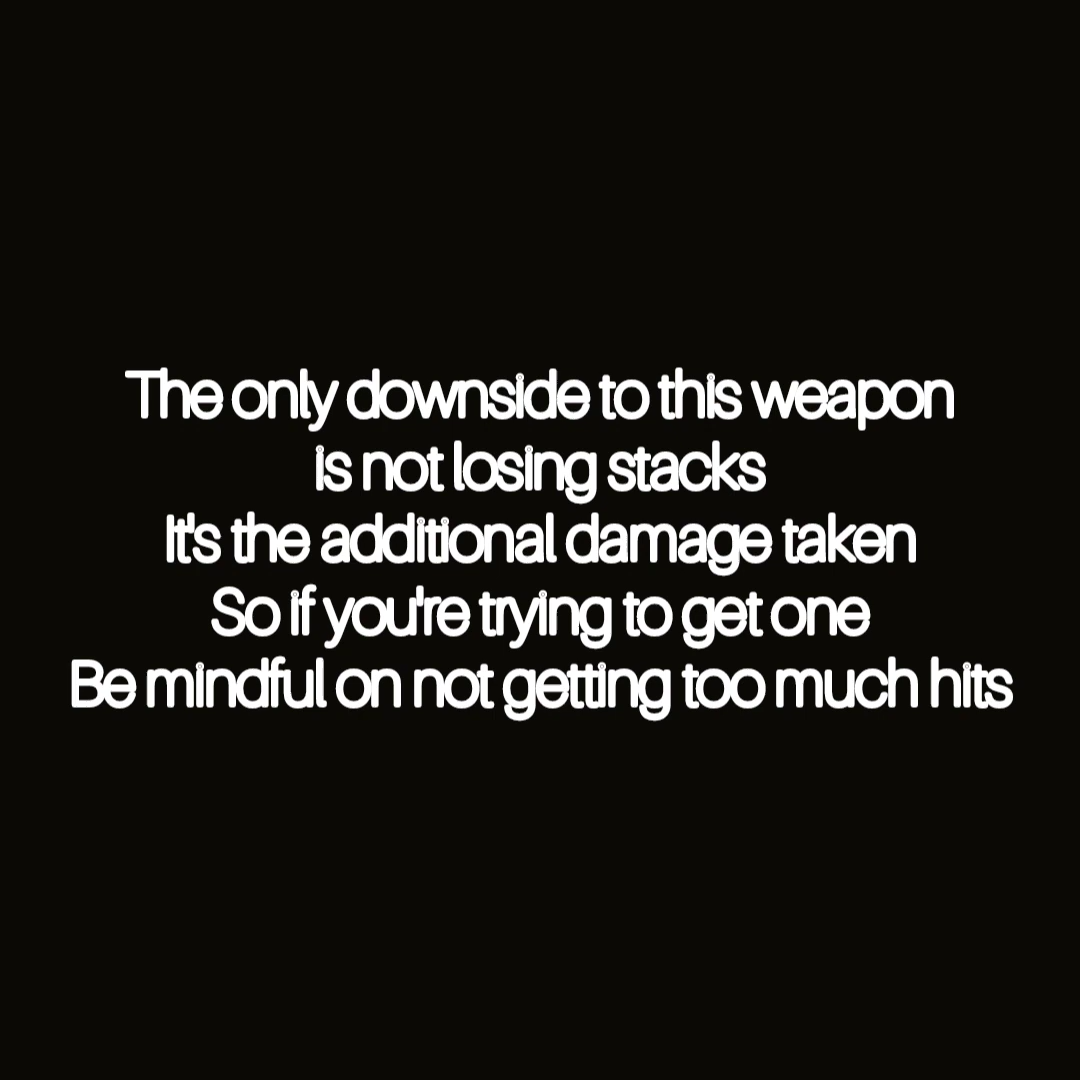 The only downside to this weapon
is not losing stacks
It's the additional damage taken
So if you're trying to get one
Be mindful on not getting too much hits